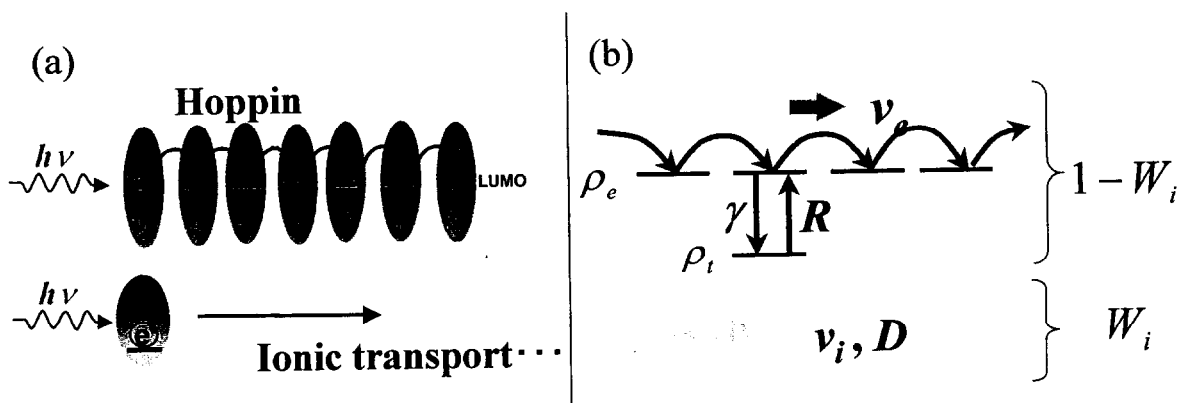 (a)
Hoppin
hν
LUMO
hν
e
Ionic transport···
(b)
v_e
ρ_e
1 − W_i
γ R
ρ_t
v_i, D
W_i